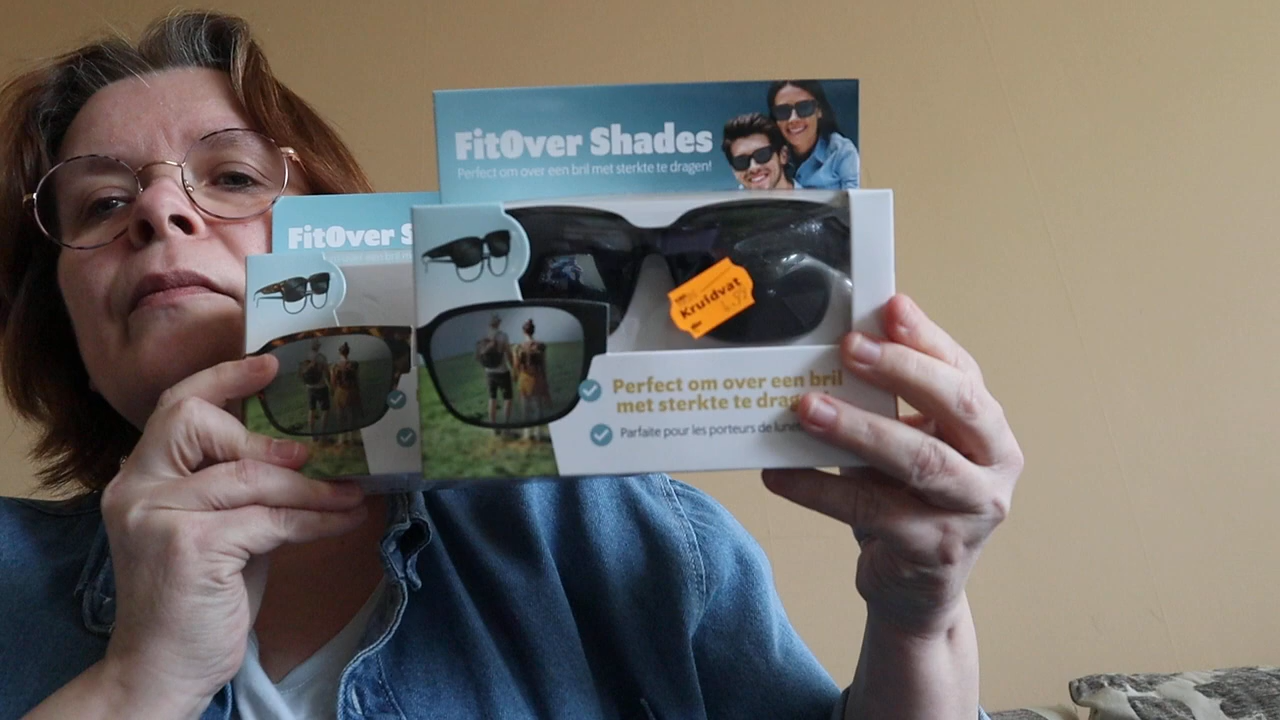 FitOver Shades
Perfect om over een bril met sterkte te dragen!
FitOver S
Kruidvat
Perfect om over een bril
met sterkte te drag
Parfaite pour les porteurs de lunet